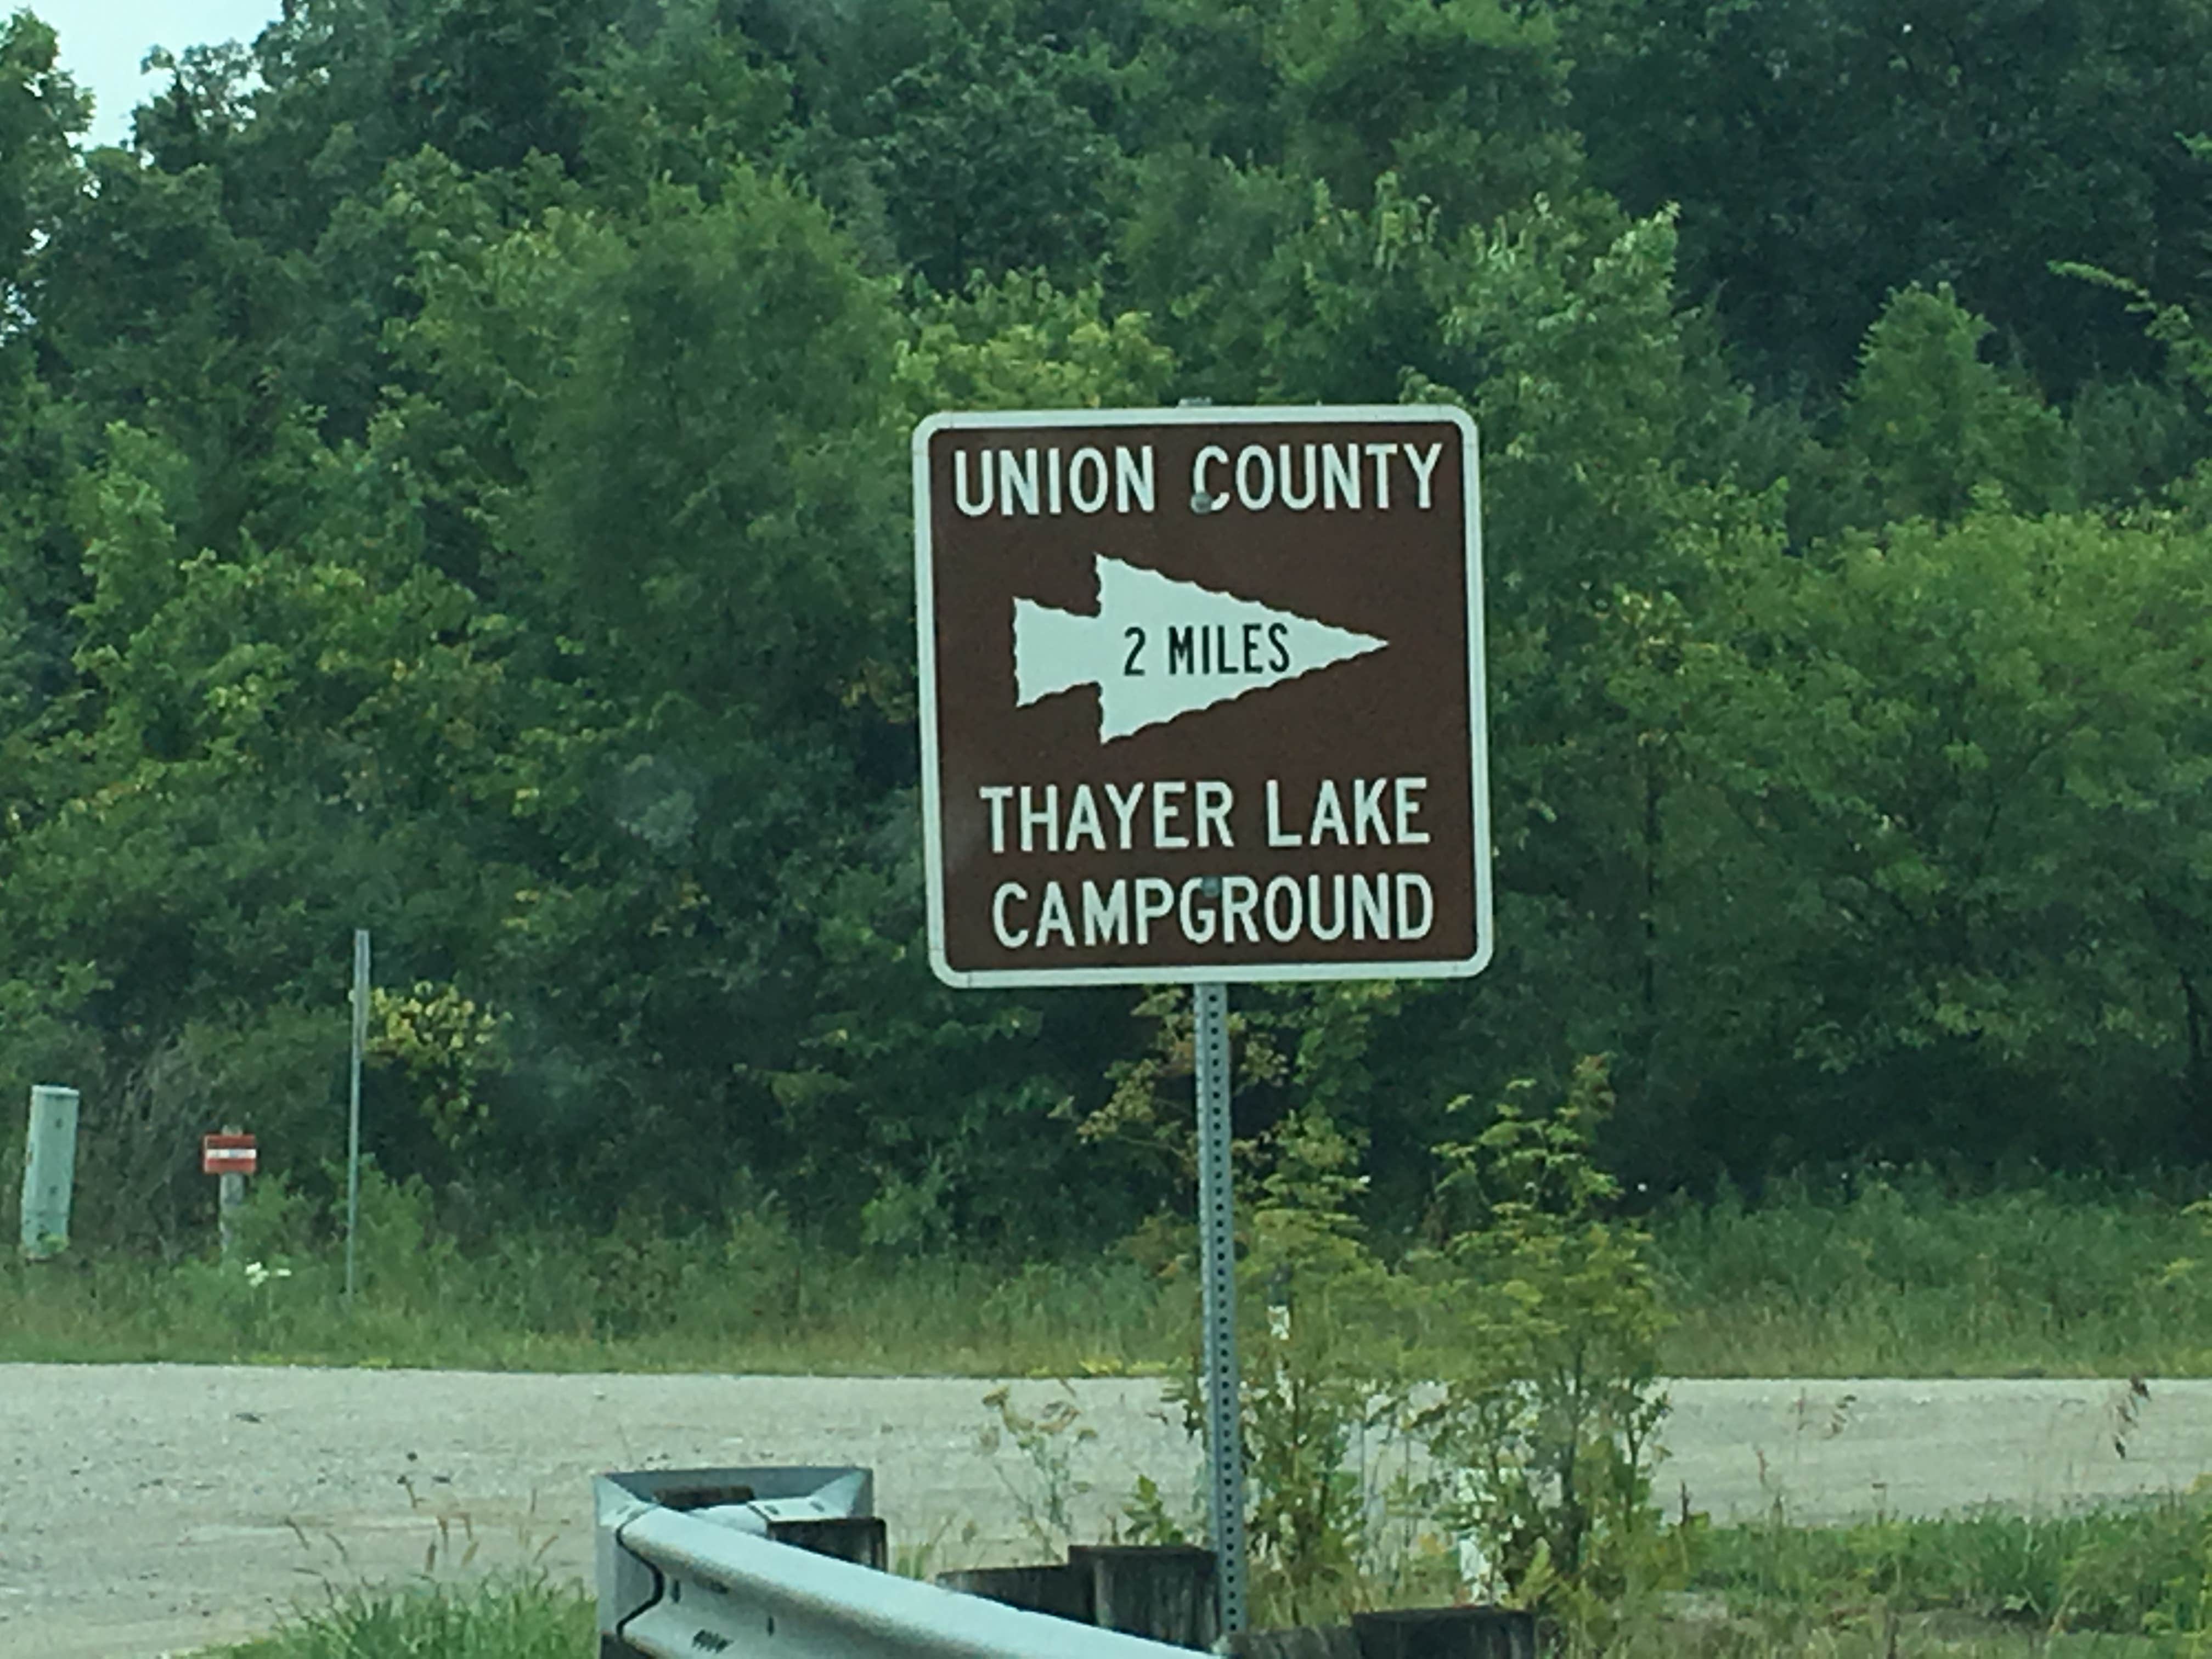 UNION COUNTY
2 MILES
THAYER LAKE
CAMPGROUND